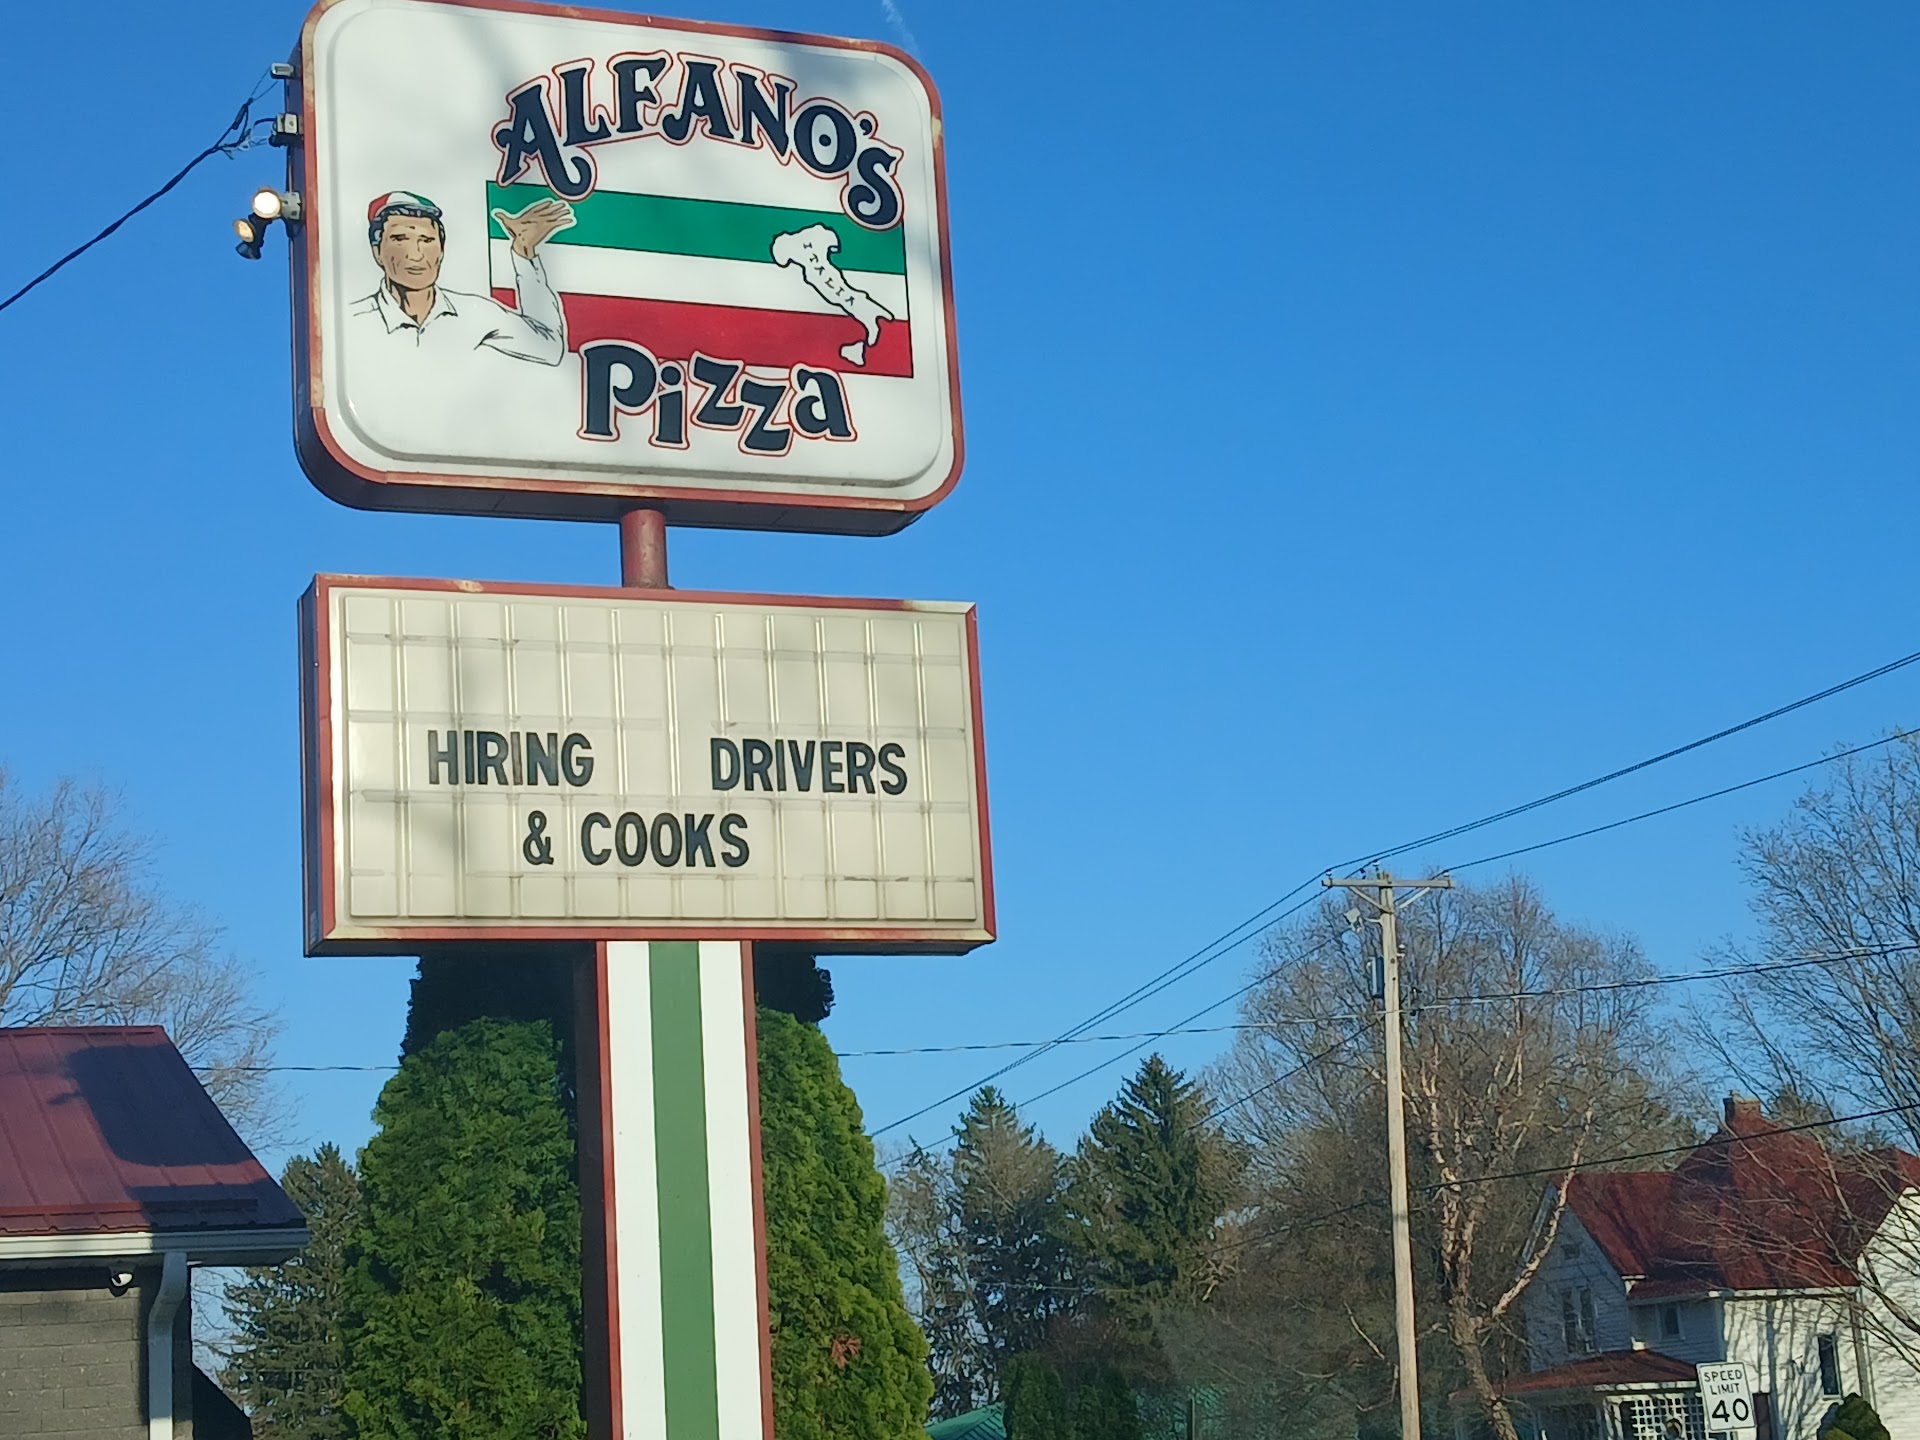 ALFANO'S
ITALIA
Pizza
HIRING DRIVERS
& COOKS
SPEED
LIMIT
40